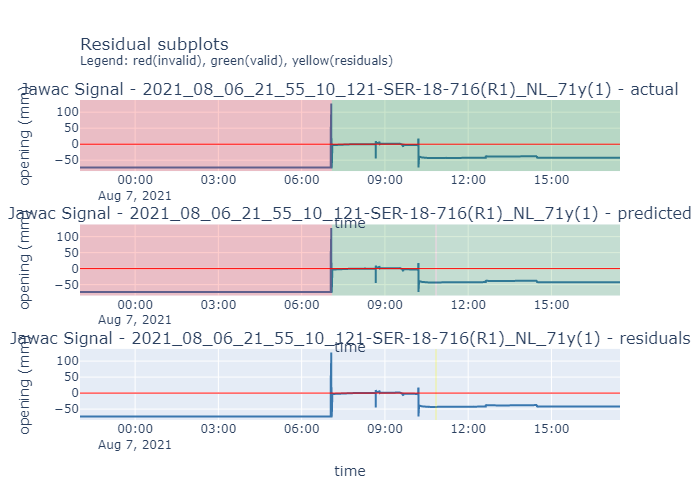 Residual subplots
Legend: red(invalid), green(valid), yellow(residuals)
Jawac Signal - 2021_08_06_21_55_10_121-SER-18-716(R1)_NL_71y(1) - actual
opening (mm)
100
50
0
−50
00:00 03:00 06:00 09:00 12:00 15:00
Aug 7, 2021
time
Jawac Signal - 2021_08_06_21_55_10_121-SER-18-716(R1)_NL_71y(1) - predicted
opening (mm)
100
50
0
−50
00:00 03:00 06:00 09:00 12:00 15:00
Aug 7, 2021
time
Jawac Signal - 2021_08_06_21_55_10_121-SER-18-716(R1)_NL_71y(1) - residuals
opening (mm)
100
50
0
−50
00:00 03:00 06:00 09:00 12:00 15:00
Aug 7, 2021
time